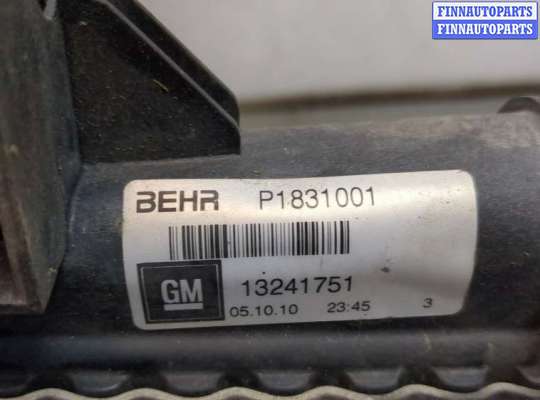 FINNAUTOPARTS
FINNAUTOPARTS
BEHR P1831001
GM 13241751
05.10.10 23:45 3